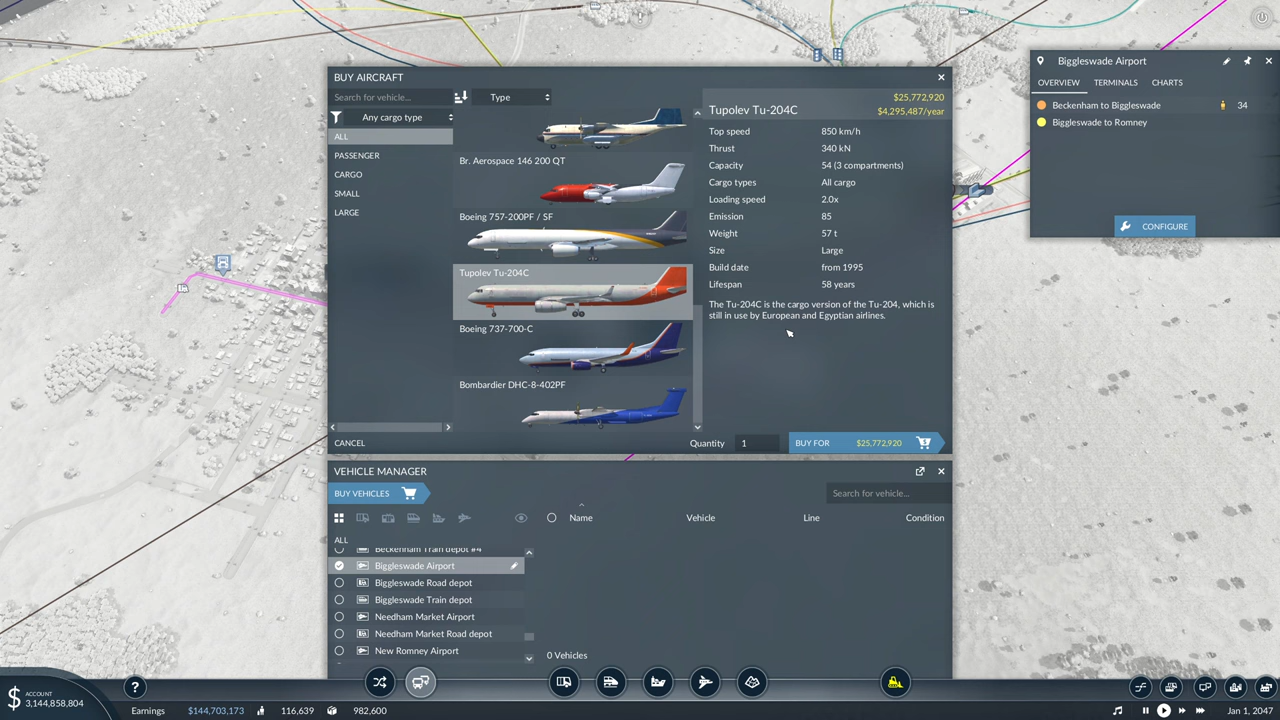 BUY AIRCRAFT
Search for vehicle...
Type
Any cargo type
ALL
PASSENGER
CARGO
SMALL
LARGE
Br. Aerospace 146 200 QT
Boeing 757-200PF / SF
Tupolev Tu-204C
Boeing 737-700-C
Bombardier DHC-8-402PF
$25,772,920
Tupolev Tu-204C
$4,295,487/year
Top speed 850 km/h
Thrust 340 kN
Capacity 54 (3 compartments)
Cargo types All cargo
Loading speed 2.0x
Emission 85
Weight 57 t
Size Large
Build date from 1995
Lifespan 58 years
The Tu-204C is the cargo version of the Tu-204, which is
still in use by European and Egyptian airlines.
CANCEL
Quantity 1
BUY FOR $25,772,920
Biggleswade Airport
OVERVIEW TERMINALS CHARTS
Beckenham to Biggleswade 34
Biggleswade to Romney
CONFIGURE
VEHICLE MANAGER
BUY VEHICLES
Search for vehicle...
Name Vehicle Line Condition
ALL
Beckenham Train depot #4
Biggleswade Airport
Biggleswade Road depot
Biggleswade Train depot
Needham Market Airport
Needham Market Road depot
New Romney Airport
0 Vehicles
$ ACCOUNT
3,144,858,804
?
Earnings $144,703,173 116,639 982,600
Jan 1, 2047